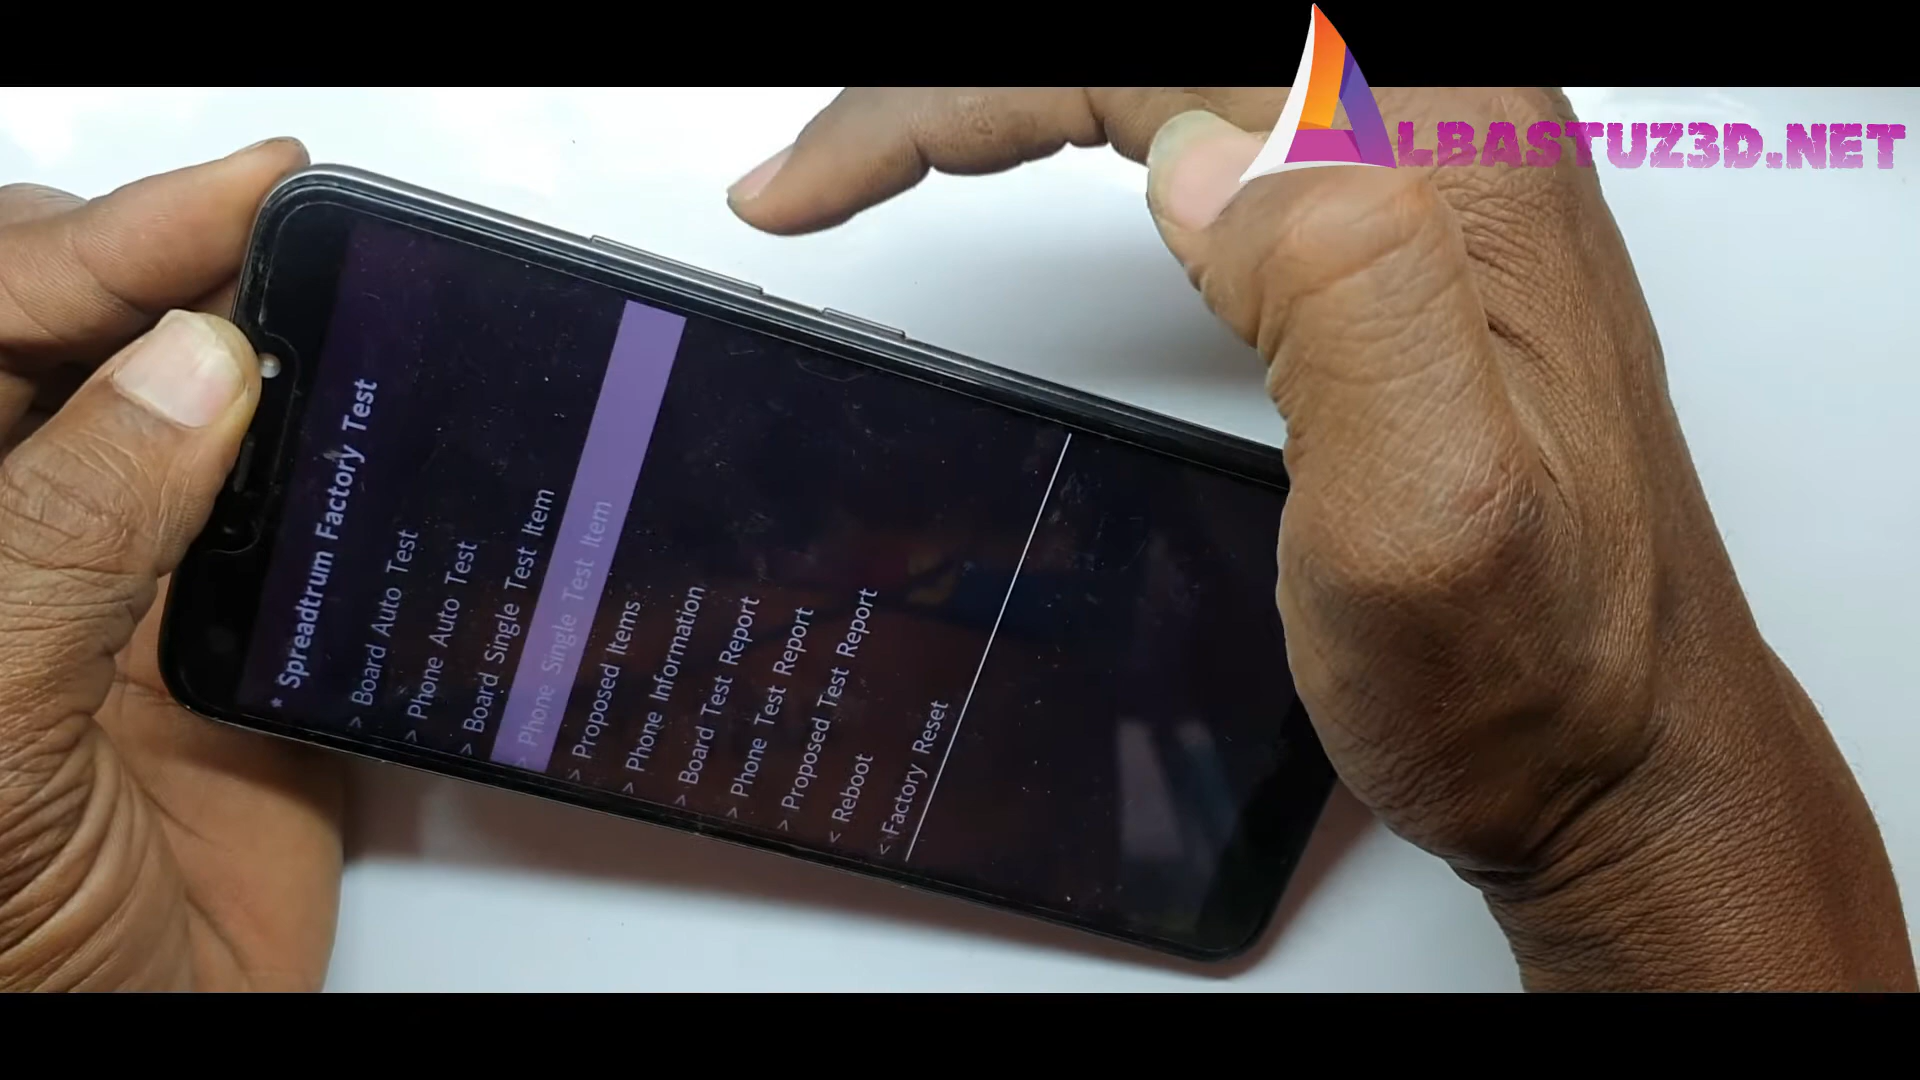 ALBASTUZ3D.NET
* Spreadtrum Factory Test
> Board Auto Test
> Phone Auto Test
> Board Single Test Item
> Phone Single Test Item
> Proposed Items
> Phone Information
> Board Test Report
> Phone Test Report
> Proposed Test Report
< Reboot
< Factory Reset